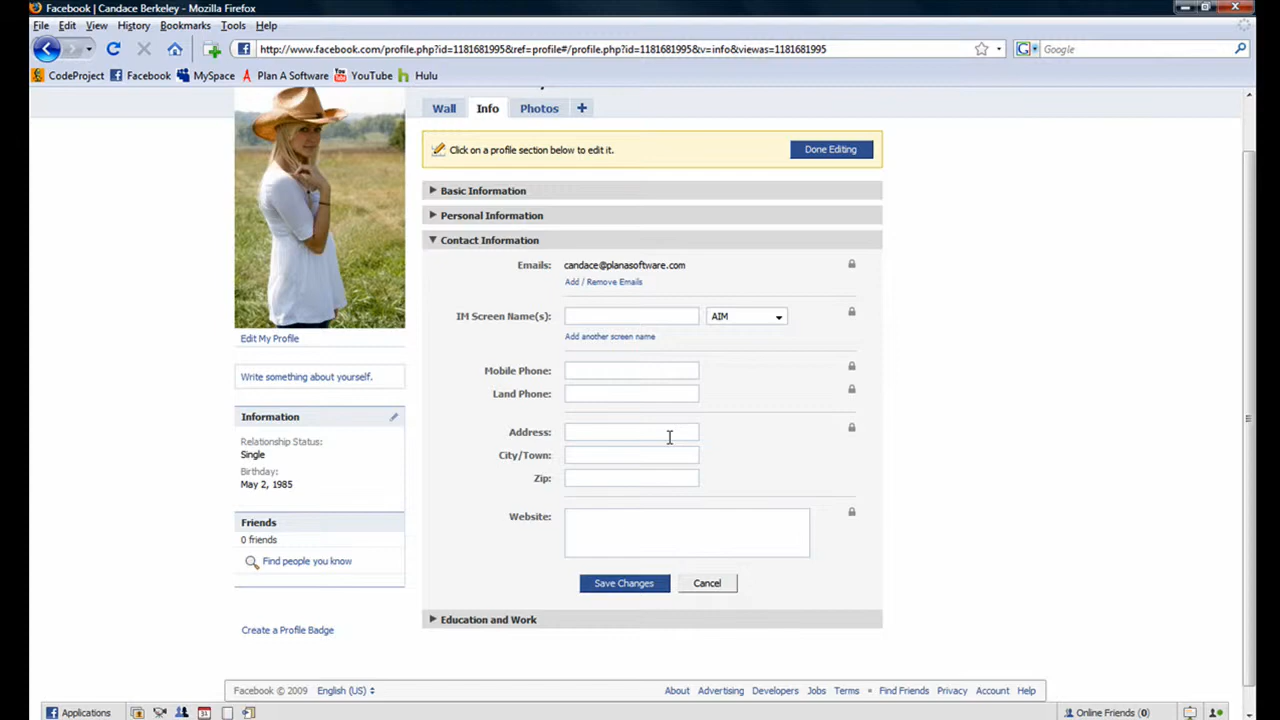 Facebook | Candace Berkeley - Mozilla Firefox
File Edit View History Bookmarks Tools Help
http://www.facebook.com/profile.php?id=1181681995&ref=profile#/profile.php?id=1181681995&v=info&viewas=1181681995
Google
CodeProject Facebook MySpace Plan A Software YouTube Hulu
Wall Info Photos +
Click on a profile section below to edit it. Done Editing
Basic Information
Personal Information
Contact Information
Emails: candace@planasoftware.com
Add / Remove Emails
IM Screen Name(s): AIM
Add another screen name
Mobile Phone:
Land Phone:
Address:
City/Town:
Zip:
Website:
Save Changes Cancel
Education and Work
Edit My Profile
Write something about yourself.
Information
Relationship Status:
Single
Birthday:
May 2, 1985
Friends
0 friends
Find people you know
Create a Profile Badge
Facebook © 2009 English (US)
About Advertising Developers Jobs Terms ▪ Find Friends Privacy Account Help
Applications
31
Online Friends (0)